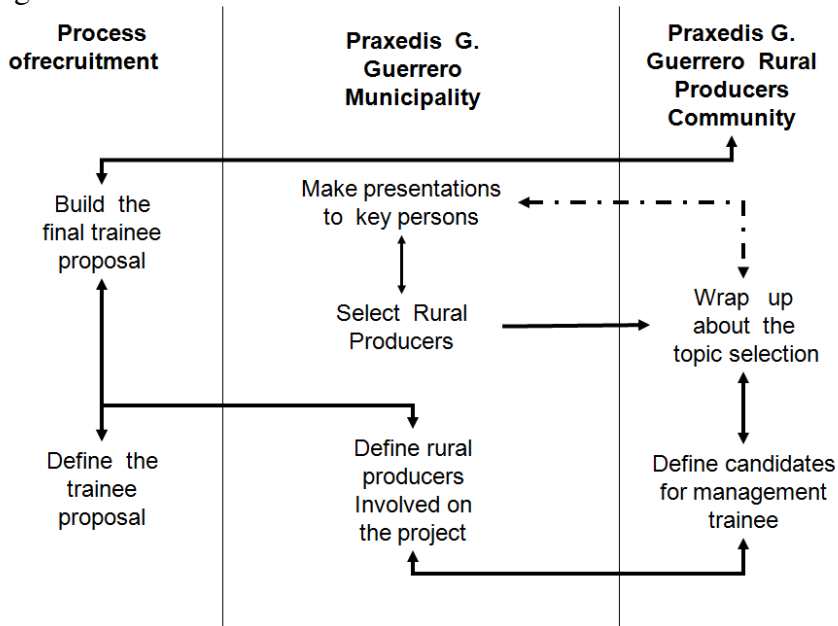 Process
ofrecruitment
Praxedis G.
Guerrero
Municipality
Praxedis G.
Guerrero Rural
Producers
Community
Build the
final trainee
proposal
Make presentations
to key persons
Select Rural
Producers
Wrap up
about the
topic selection
Define the
trainee
proposal
Define rural
producers
Involved on
the project
Define candidates
for management
trainee